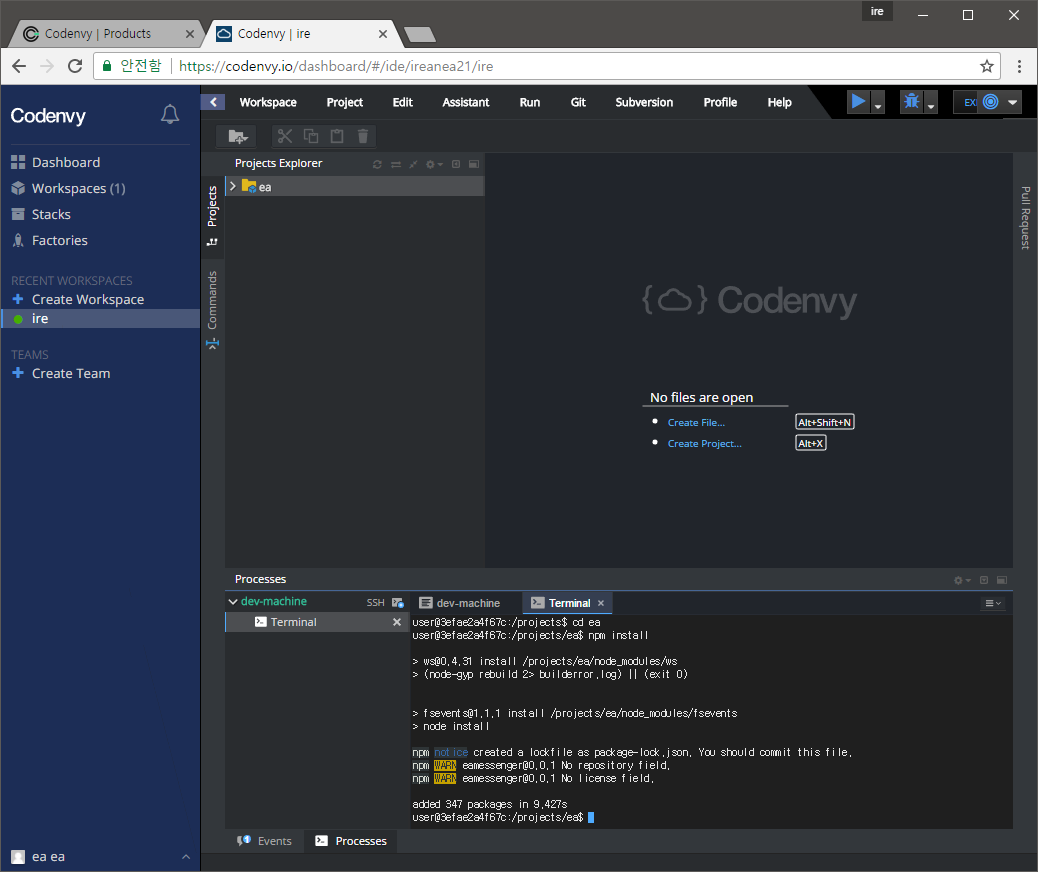 ire
Codenvy | Products
Codenvy | ire
안전함
https://codenvy.io/dashboard/#/ide/ireanea21/ire
Codenvy
Dashboard
Workspaces (1)
Stacks
Factories
RECENT WORKSPACES
Create Workspace
ire
TEAMS
Create Team
ea ea
Workspace Project Edit Assistant Run Git Subversion Profile Help
EX
Projects Explorer
ea
Projects
Commands
Pull Request
Codenvy
No files are open
Create File... Alt+Shift+N
Create Project... Alt+X
Processes
dev-machine SSH
Terminal
dev-machine Terminal
user@3efae2a4f67c:/projects$ cd ea
user@3efae2a4f67c:/projects/ea$ npm install
> ws@0.4.31 install /projects/ea/node_modules/ws
> (node-gyp rebuild 2> builderror.log) || (exit 0)
> fsevents@1.1.1 install /projects/ea/node_modules/fsevents
> node install
npm notice created a lockfile as package-lock.json. You should commit this file.
npm WARN eamessenger@0.0.1 No repository field.
npm WARN eamessenger@0.0.1 No license field.
added 347 packages in 9.427s
user@3efae2a4f67c:/projects/ea$
Events Processes